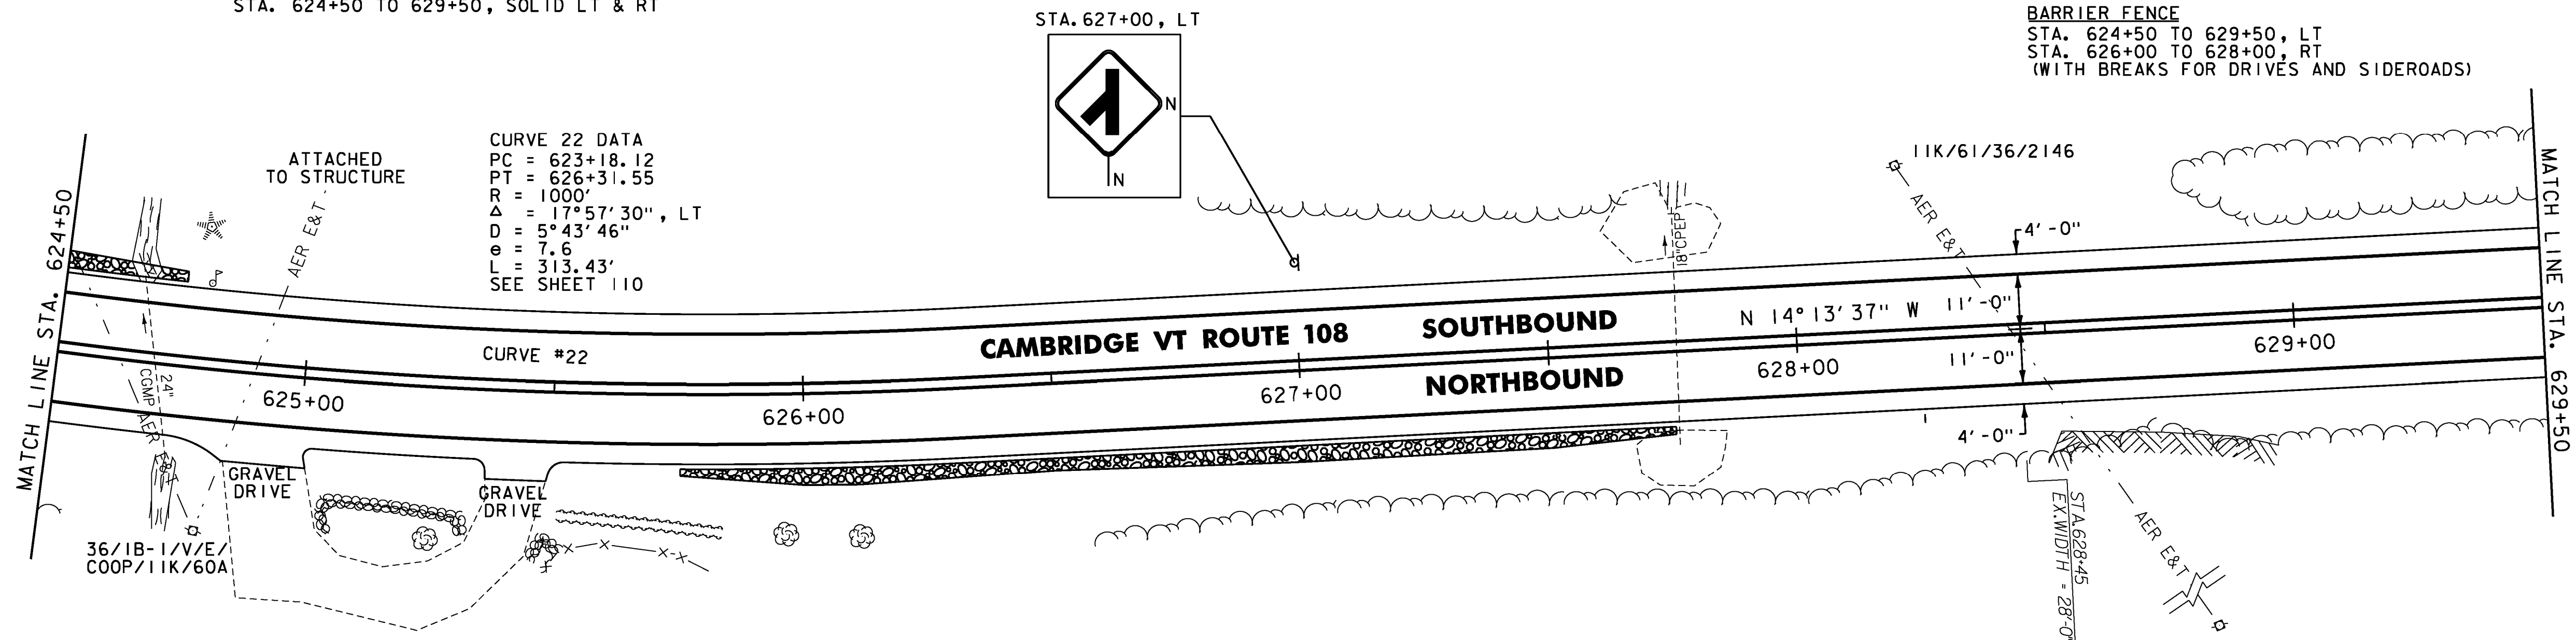 STA. 624+50 TO 629+50, SOLID LT & RT
STA. 627+00, LT
N
N
BARRIER FENCE
STA. 624+50 TO 629+50, LT
STA. 626+00 TO 628+00, RT
(WITH BREAKS FOR DRIVES AND SIDEROADS)
MATCH LINE STA. 624+50
ATTACHED
TO STRUCTURE
AER E&T
CURVE 22 DATA
PC = 623+18.12
PT = 626+31.55
R = 1000'
Δ = 17°57'30", LT
D = 5°43'46"
e = 7.6
L = 313.43'
SEE SHEET 110
18"CPEP
11K/61/36/2146
AER E&T
4'-0"
MATCH LINE STA. 629+50
CURVE #22
CAMBRIDGE VT ROUTE 108
SOUTHBOUND
N 14°13'37" W
11'-0"
NORTHBOUND
11'-0"
4'-0"
625+00
626+00
627+00
628+00
629+00
24"
CGMP
AER
GRAVEL
DRIVE
GRAVEL
DRIVE
36/1B-1/V/E/
COOP/11K/60A
STA.628+45
EX.WIDTH = 28'-0"
AER E&T